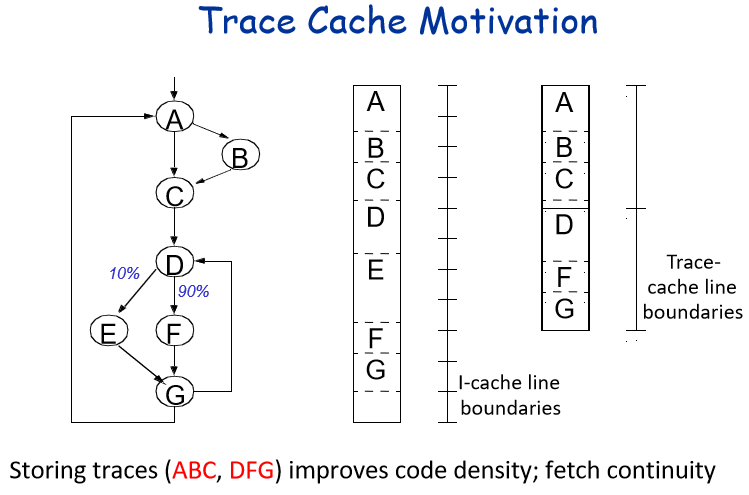 Trace Cache Motivation
A
B
C
D
10%
90%
E
F
G
A
B
C
D
E
F
G
I-cache line
boundaries
A
B
C
D
F
G
Trace-
cache line
boundaries
Storing traces (ABC, DFG) improves code density; fetch continuity